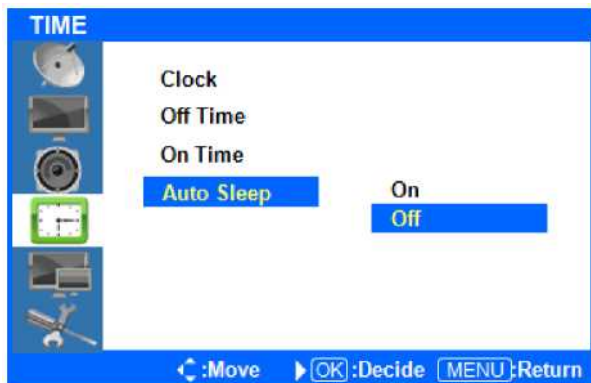 TIME
Clock
Off Time
On Time
Auto Sleep On
Off
:Move OK :Decide MENU :Return